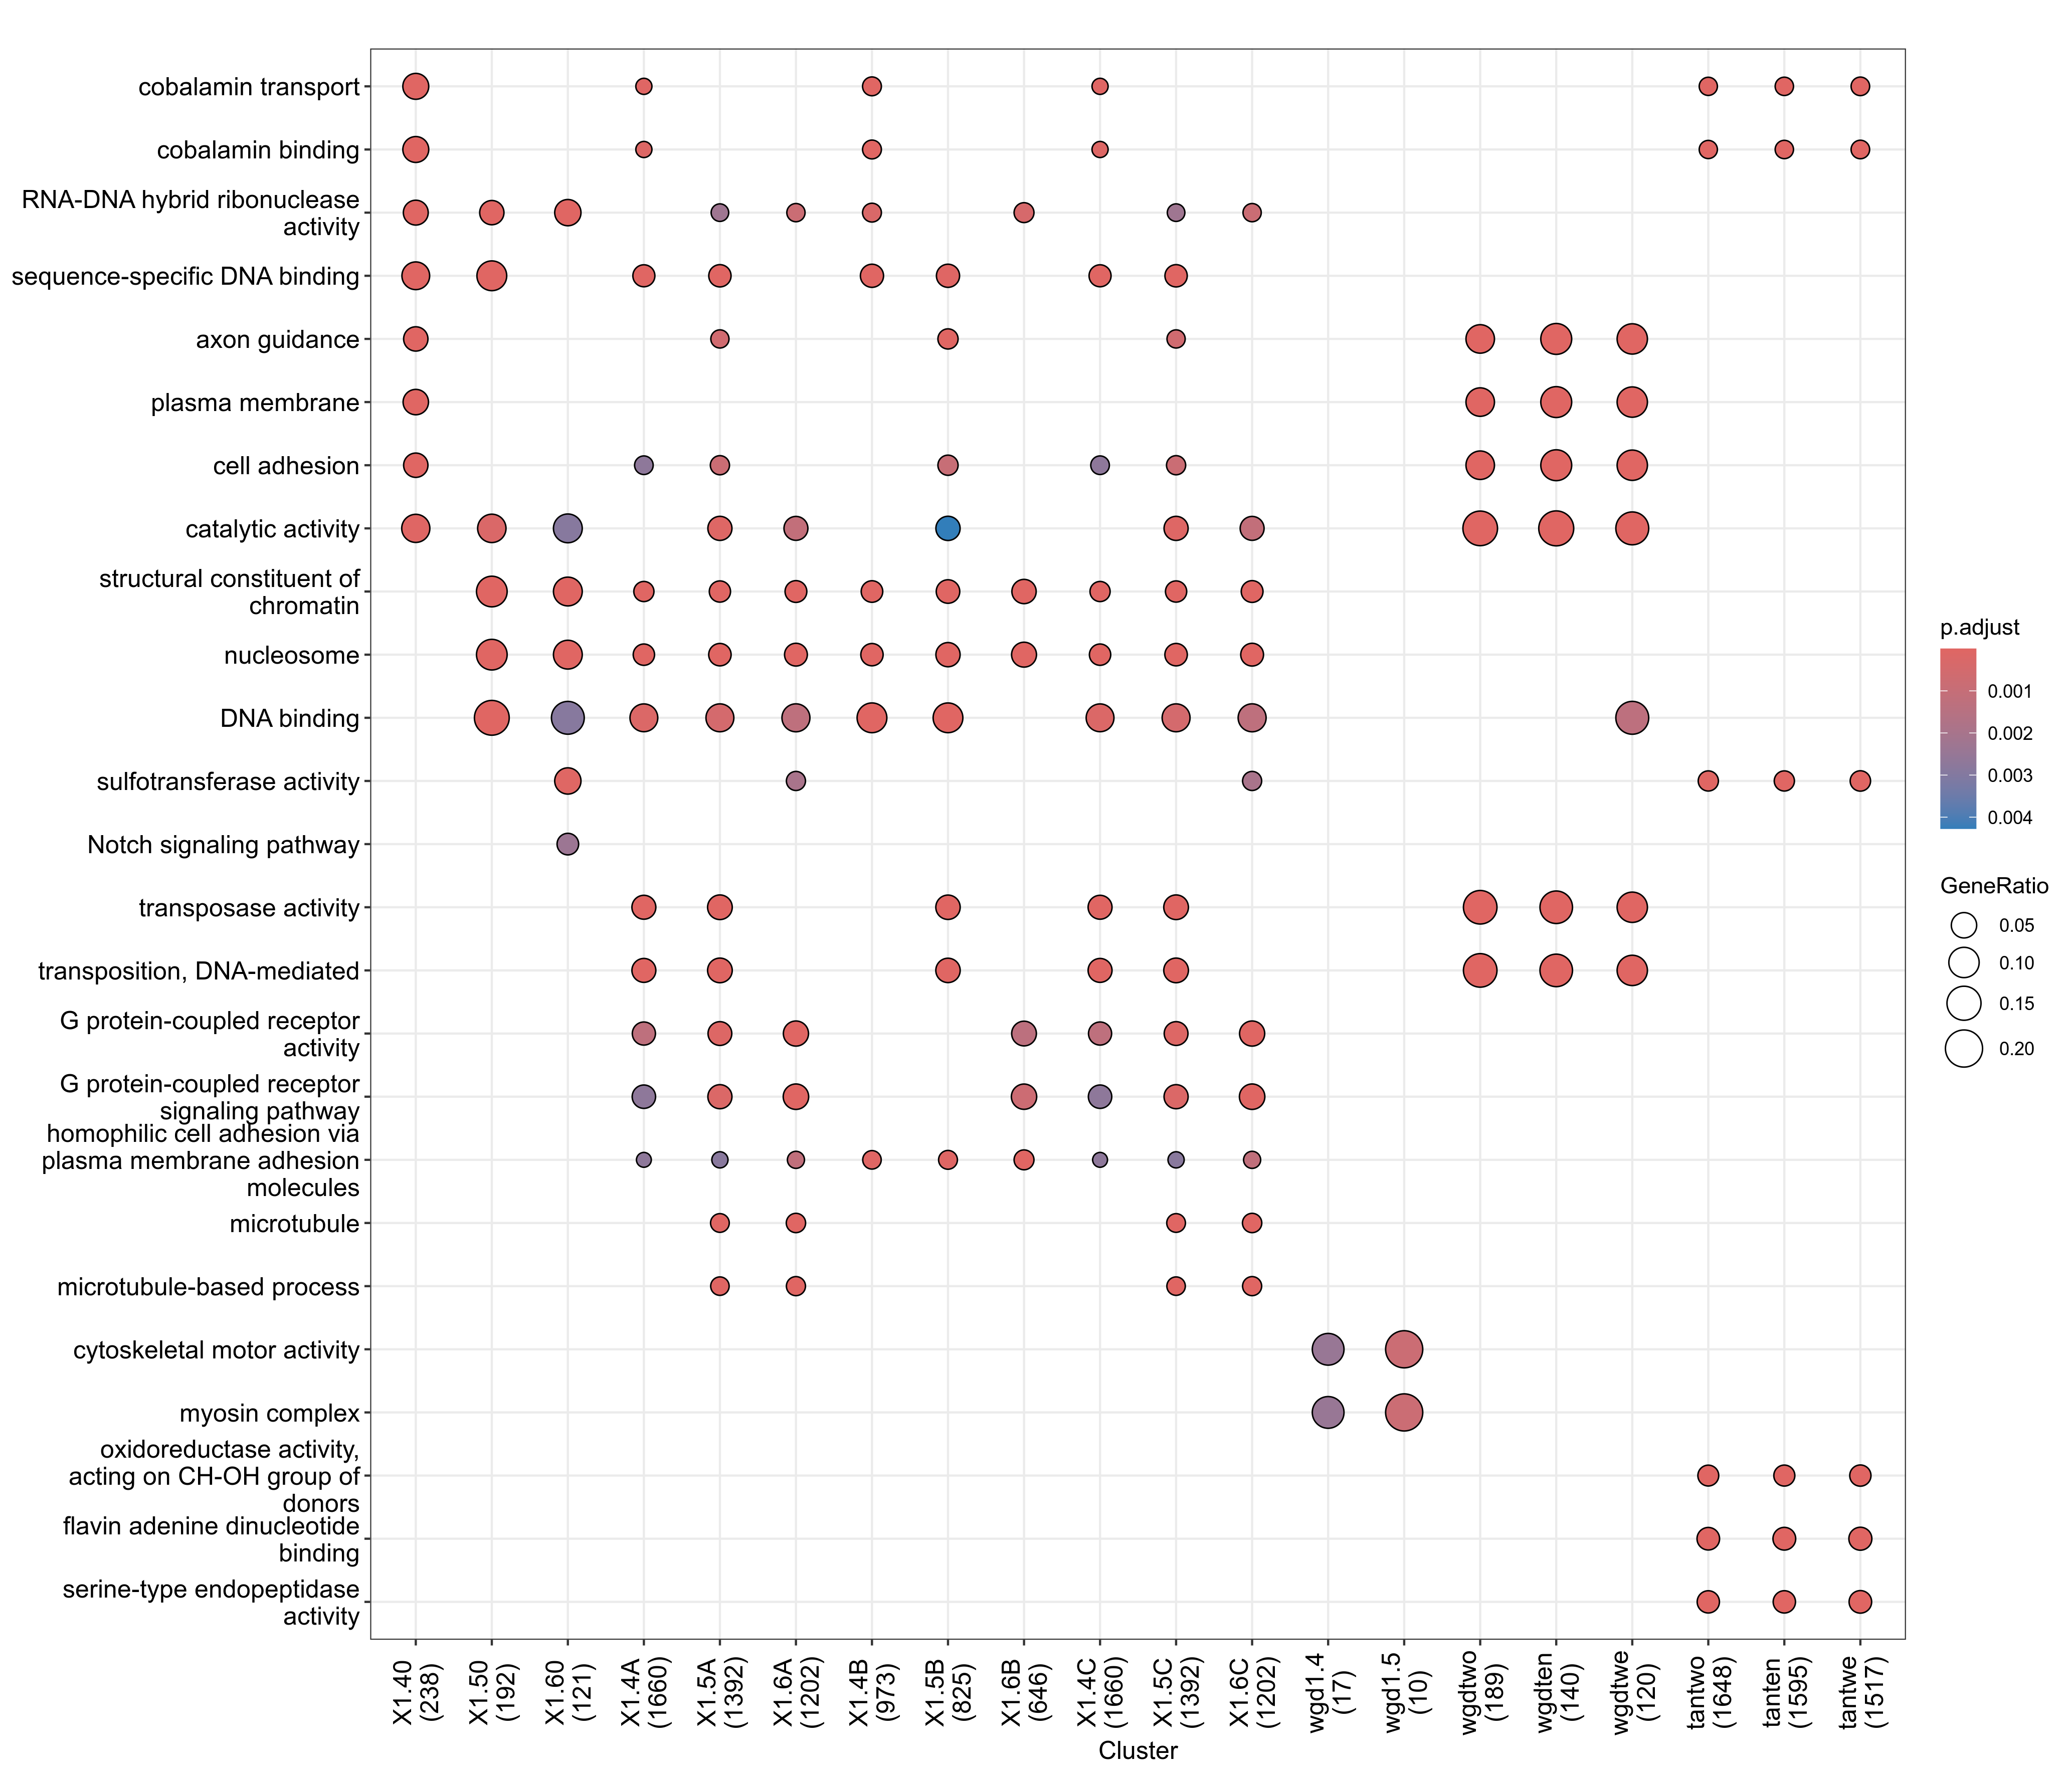 cobalamin transport
cobalamin binding
RNA-DNA hybrid ribonuclease
activity
sequence-specific DNA binding
axon guidance
plasma membrane
cell adhesion
catalytic activity
structural constituent of
chromatin
nucleosome
DNA binding
sulfotransferase activity
Notch signaling pathway
transposase activity
transposition, DNA-mediated
G protein-coupled receptor
activity
G protein-coupled receptor
signaling pathway
homophilic cell adhesion via
plasma membrane adhesion
molecules
microtubule
microtubule-based process
cytoskeletal motor activity
myosin complex
oxidoreductase activity,
acting on CH-OH group of
donors
flavin adenine dinucleotide
binding
serine-type endopeptidase
activity
X1.40
(238)
X1.50
(192)
X1.60
(121)
X1.4A
(1660)
X1.5A
(1392)
X1.6A
(1202)
X1.4B
(973)
X1.5B
(825)
X1.6B
(646)
X1.4C
(1660)
X1.5C
(1392)
X1.6C
(1202)
wgd1.4
(17)
wgd1.5
(10)
wgdtwo
(189)
wgdten
(140)
wgdtwe
(120)
tantwo
(1648)
tanten
(1595)
tantwe
(1517)
Cluster
p.adjust
0.001
0.002
0.003
0.004
GeneRatio
0.05
0.10
0.15
0.20